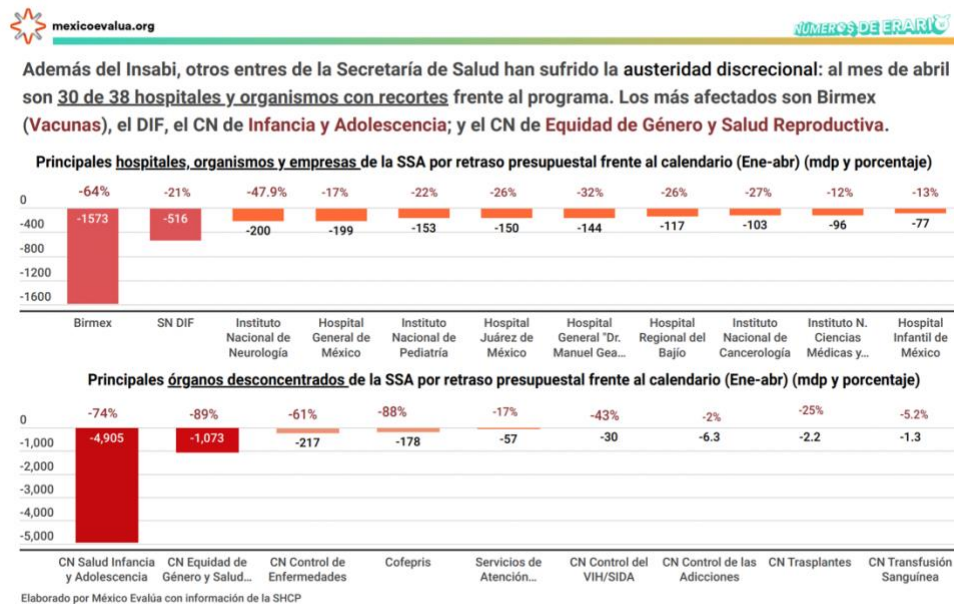 mexicoevalua.org
NÚMEROS DE ERARIO
Además del Insabi, otros entres de la Secretaría de Salud han sufrido la austeridad discrecional: al mes de abril
son 30 de 38 hospitales y organismos con recortes frente al programa. Los más afectados son Birmex
(Vacunas), el DIF, el CN de Infancia y Adolescencia; y el CN de Equidad de Género y Salud Reproductiva.
Principales hospitales, organismos y empresas de la SSA por retraso presupuestal frente al calendario (Ene-abr) (mdp y porcentaje)
-64% -21% -47.9% -17% -22% -26% -32% -26% -27% -12% -13%
0
-400
-800
-1200
-1600
-1573 -516 -200 -199 -153 -150 -144 -117 -103 -96 -77
Birmex SN DIF Instituto Hospital Instituto Hospital Hospital Hospital Instituto Instituto N. Hospital
Nacional de General de Nacional de Juárez de General "Dr. Regional del Nacional de Ciencias Infantil de
Neurología México Pediatría México Manuel Gea... Bajío Cancerología Médicas y... México
Principales órganos desconcentrados de la SSA por retraso presupuestal frente al calendario (Ene-abr) (mdp y porcentaje)
-74% -89% -61% -88% -17% -43% -2% -25% -5.2%
0
-1,000
-2,000
-3,000
-4,000
-5,000
-4,905 -1,073 -217 -178 -57 -30 -6.3 -2.2 -1.3
CN Salud Infancia CN Equidad de CN Control de Cofepris Servicios de CN Control del CN Control de las CN Trasplantes CN Transfusión
y Adolescencia Género y Salud... Enfermedades Atención... VIH/SIDA Adicciones Sanguínea
Elaborado por México Evalúa con información de la SHCP